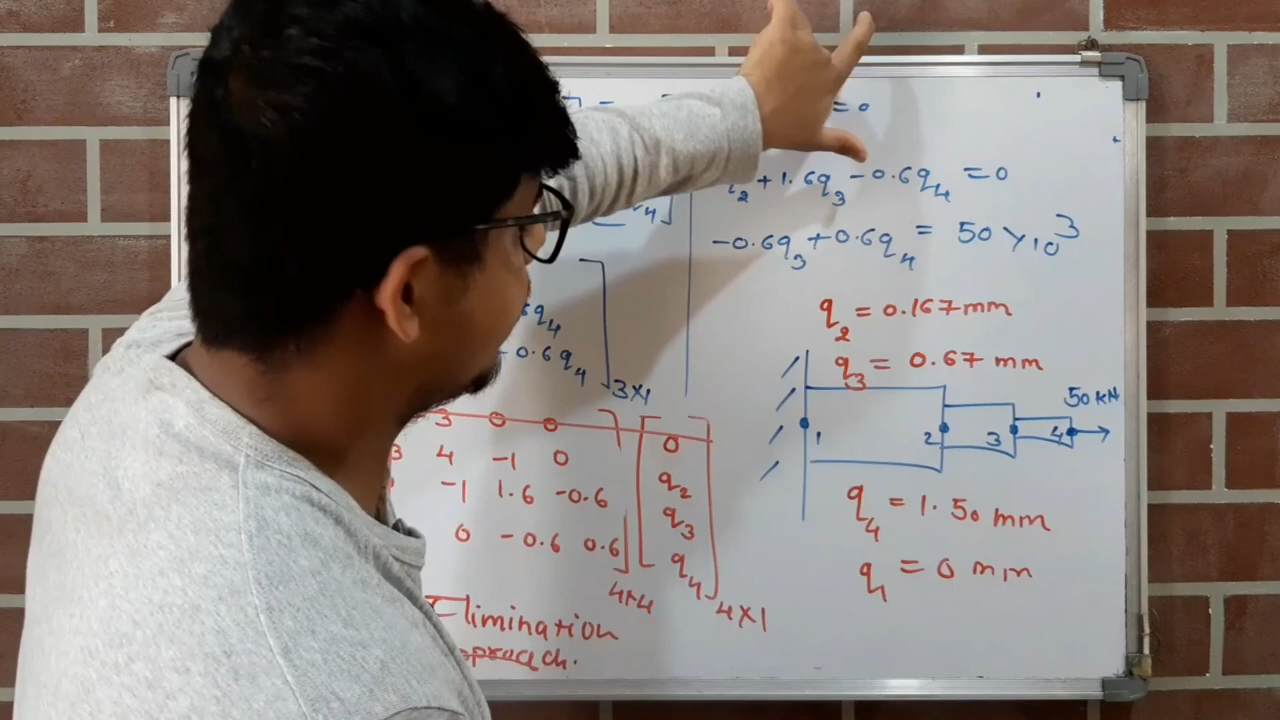 = 0
+ 1.6q₃ - 0.6q₄ = 0
-0.6q₃ + 0.6q₄ = 50 × 10³
q₄
- 0.6q₄
3×1
q₂ = 0.167 mm
q₃ = 0.67 mm
50 kN
1 2 3 4
q₄ = 1.50 mm
q₁ = 0 mm
3 0 0 0
3 4 -1 0 q₂
-1 1.6 -0.6 q₃
0 -0.6 0.6 q₄
4×4 4×1
Elimination